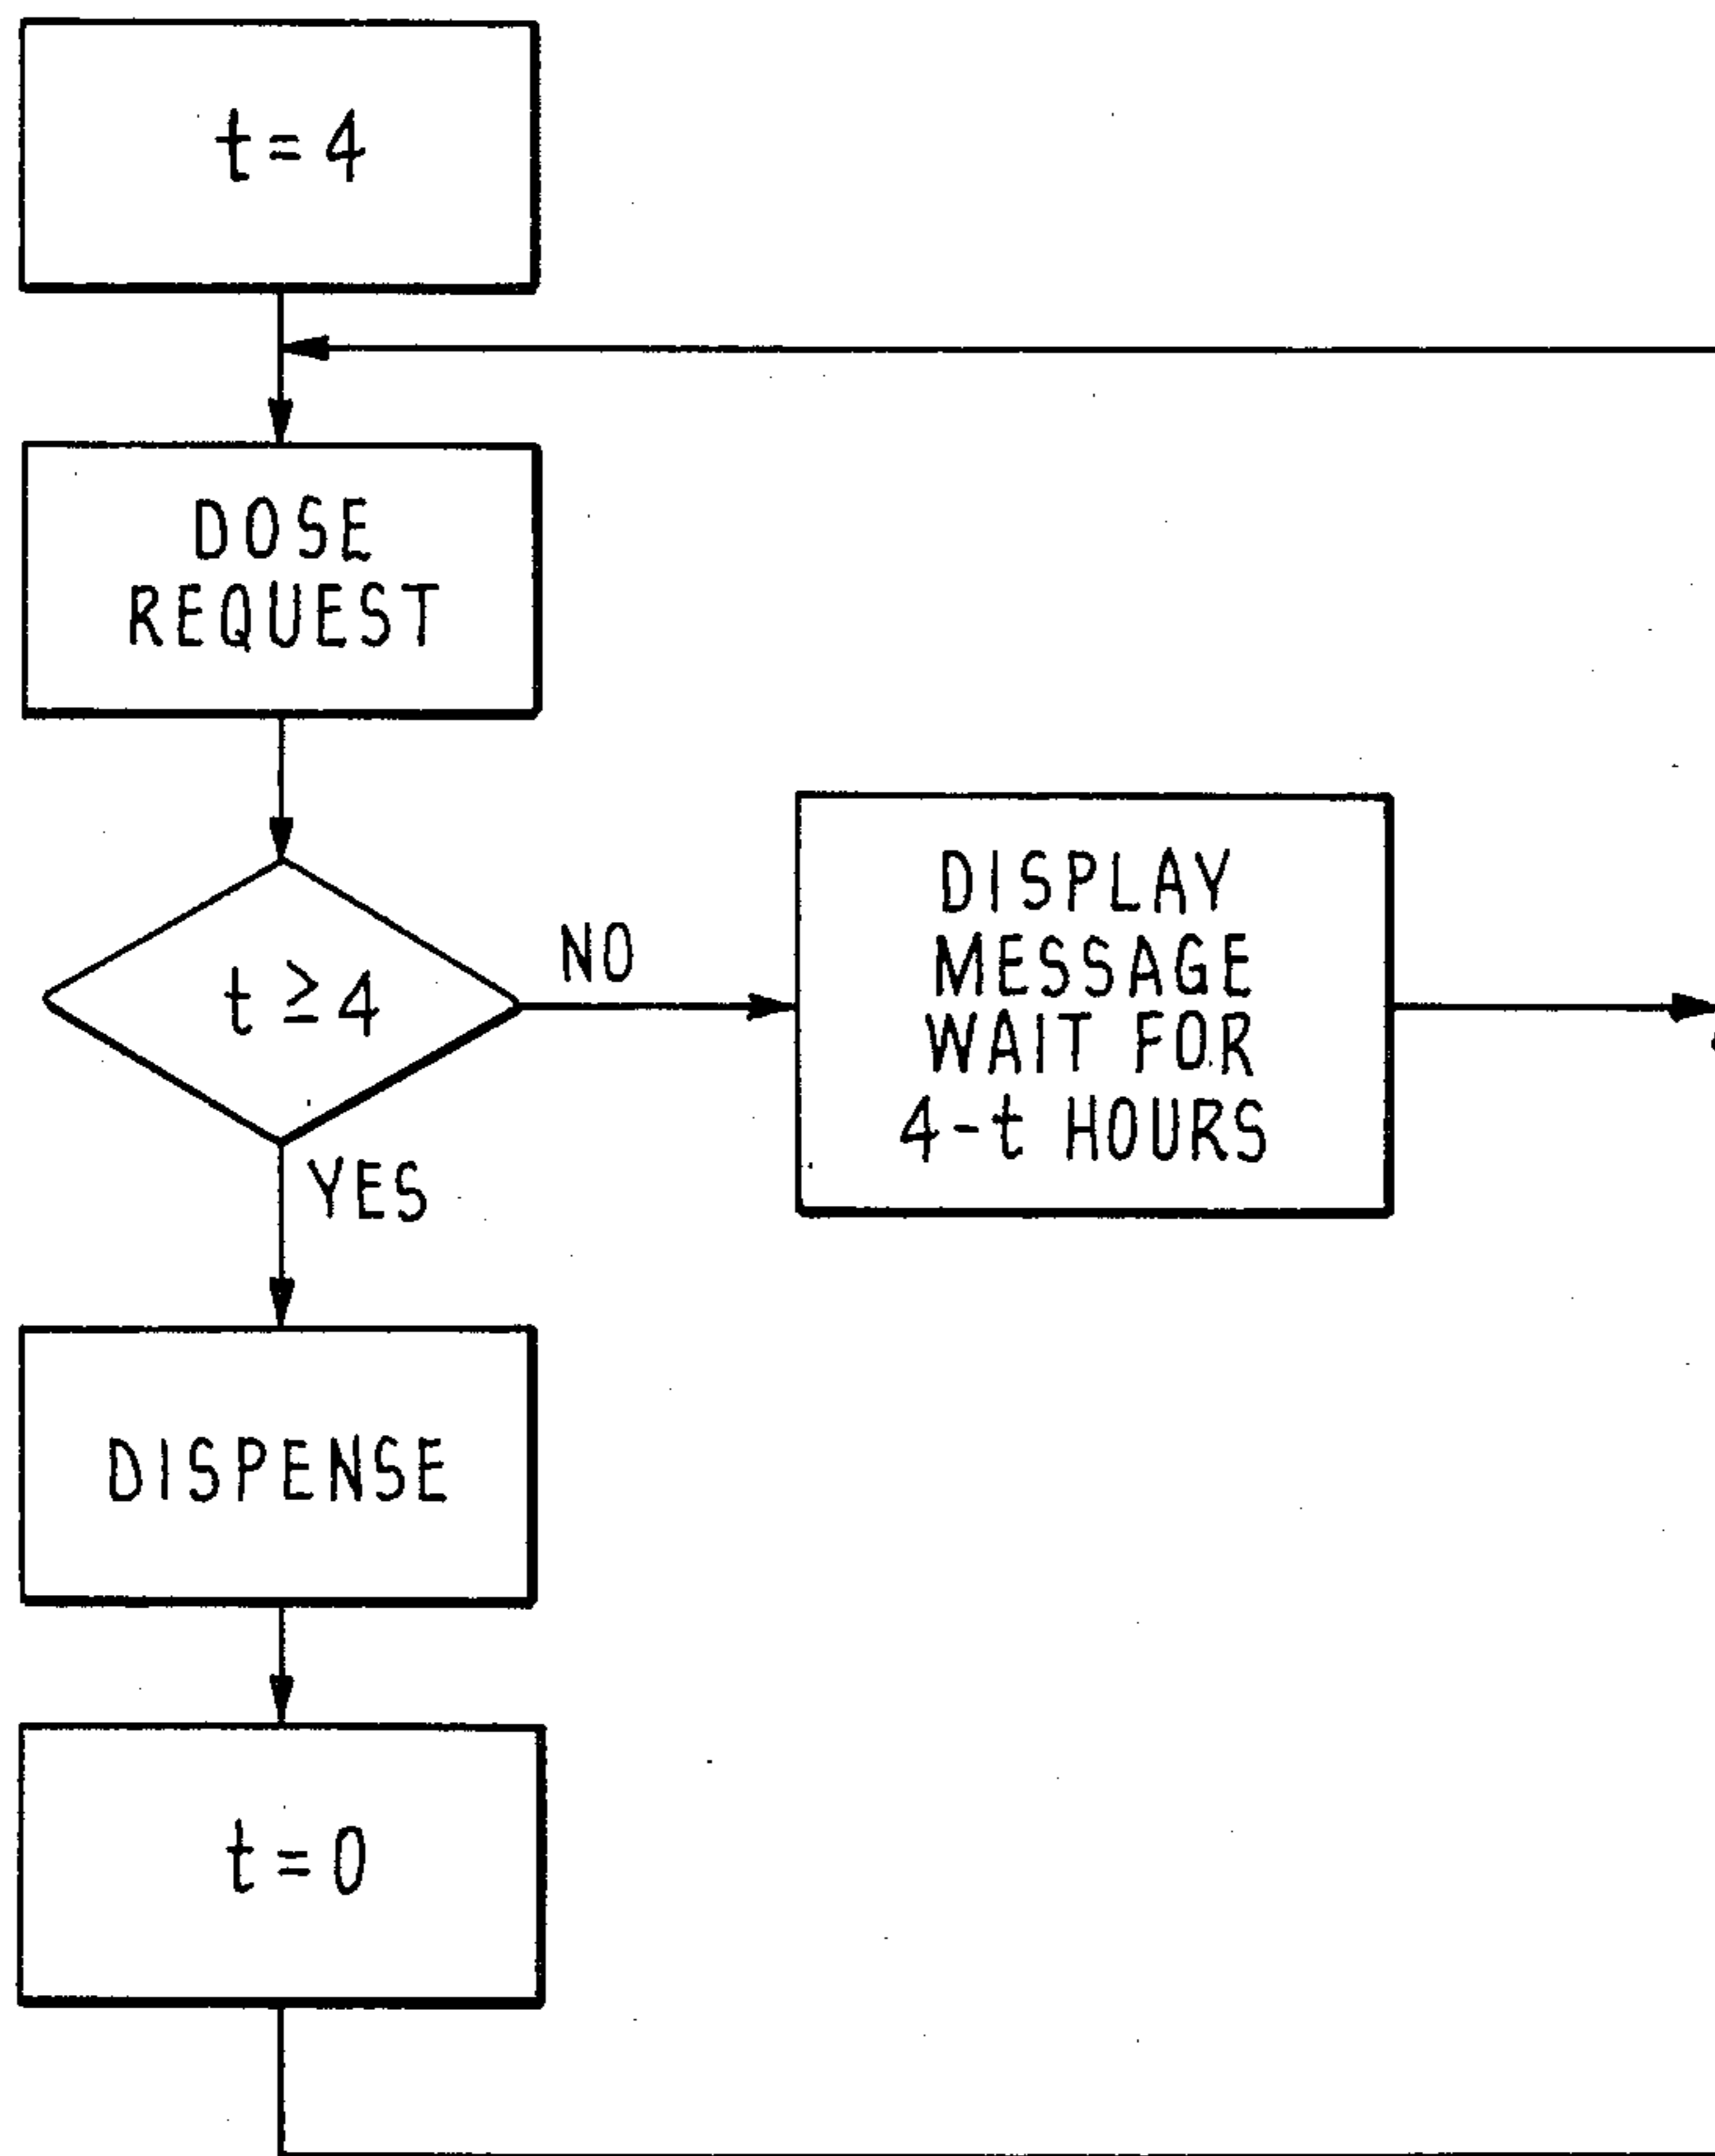 t=4
DOSE
REQUEST
t ≥ 4
NO
DISPLAY
MESSAGE
WAIT FOR
4-t HOURS
YES
DISPENSE
t=0